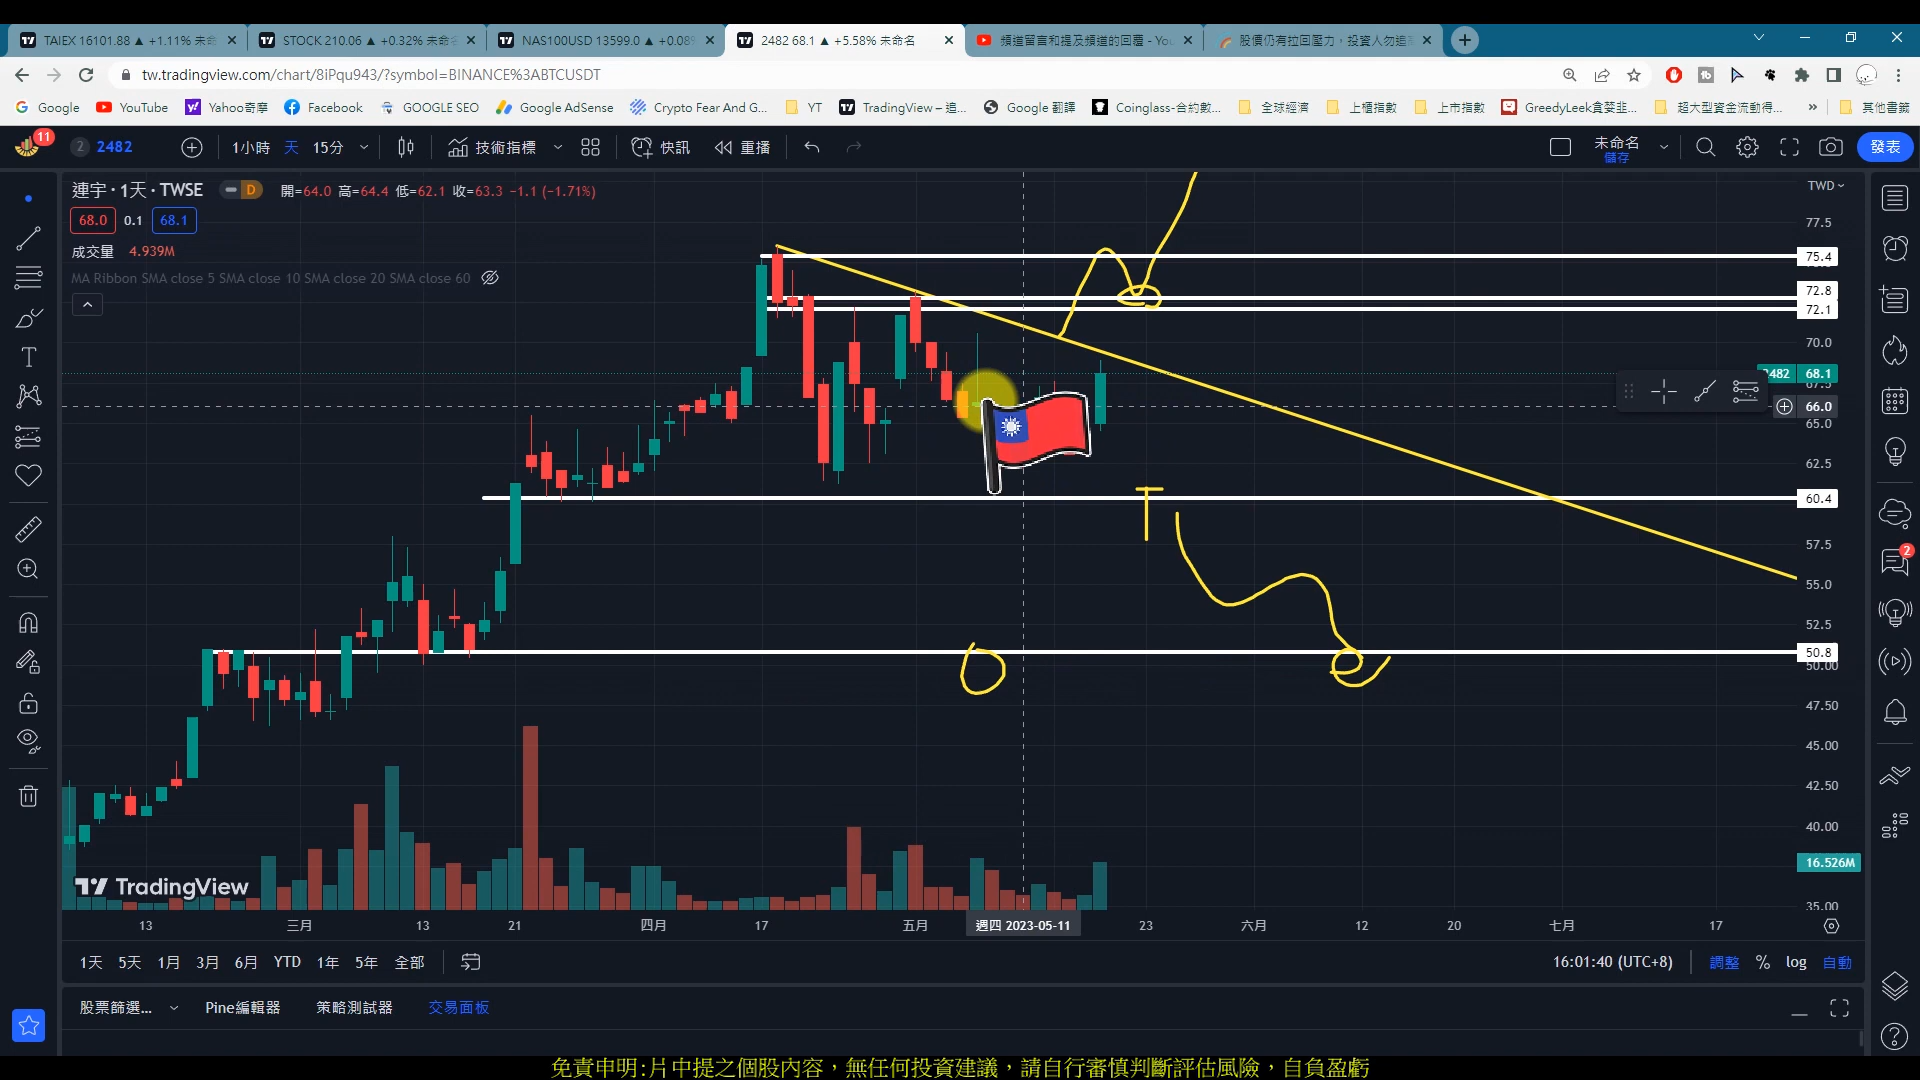 TAIEX 16101.88 ▲ +1.11% 未命
STOCK 210.06 ▲ +0.32% 未命名
NAS100USD 13599.0 ▲ +0.08%
2482 68.1 ▲ +5.58% 未命名
頻道留言和提及頻道的回覆 - You
股價仍有拉回壓力，投資人勿追
tw.tradingview.com/chart/8iPqu943/?symbol=BINANCE%3ABTCUSDT
Google
YouTube
Yahoo奇摩
Facebook
GOOGLE SEO
Google AdSense
Crypto Fear And G...
YT
TradingView – 追...
Google 翻譯
Coinglass-合約數...
全球經濟
上櫃指數
上市指數
GreedyLeek貪婪韭...
超大型資金流動得...
»
其他書籤
11
2
2482
1小時
天
15分
技術指標
快訊
重播
未命名
儲存
發表
連宇 · 1天 · TWSE
D
開=64.0 高=64.4 低=62.1 收=63.3 −1.1 (−1.71%)
68.0
0.1
68.1
成交量 4.939M
MA Ribbon SMA close 5 SMA close 10 SMA close 20 SMA close 60
TWD
77.5
75.4
72.8
72.1
70.0
2482 68.1
67.5
66.0
65.0
62.5
60.4
57.5
55.0
52.5
50.8
50.00
47.50
45.00
42.50
40.00
16.526M
35.00
2
TradingView
13
三月
13
21
四月
17
五月
週四 2023-05-11
23
六月
12
20
七月
17
1天
5天
1月
3月
6月
YTD
1年
5年
全部
16:01:40 (UTC+8)
調整
%
log
自動
股票篩選...
Pine編輯器
策略測試器
交易面板
免責申明:片中提之個股內容，無任何投資建議，請自行審慎判斷評估風險，自負盈虧